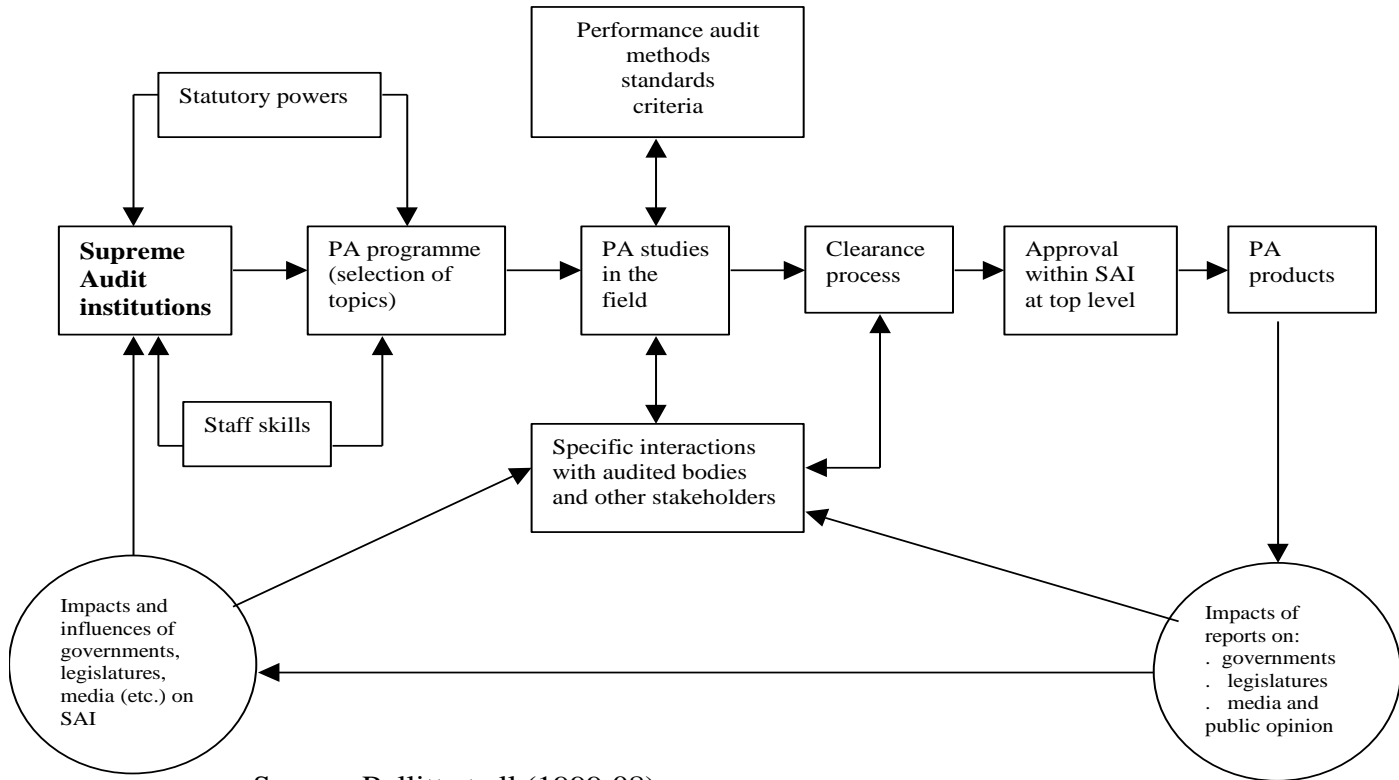 Performance audit
methods
standards
criteria
Statutory powers
Supreme
Audit
institutions
PA programme
(selection of
topics)
PA studies
in the
field
Clearance
process
Approval
within SAI
at top level
PA
products
Staff skills
Specific interactions
with audited bodies
and other stakeholders
Impacts and
influences of
governments,
legislatures,
media (etc.) on
SAI
Impacts of
reports on:
. governments
. legislatures
. media and
public opinion